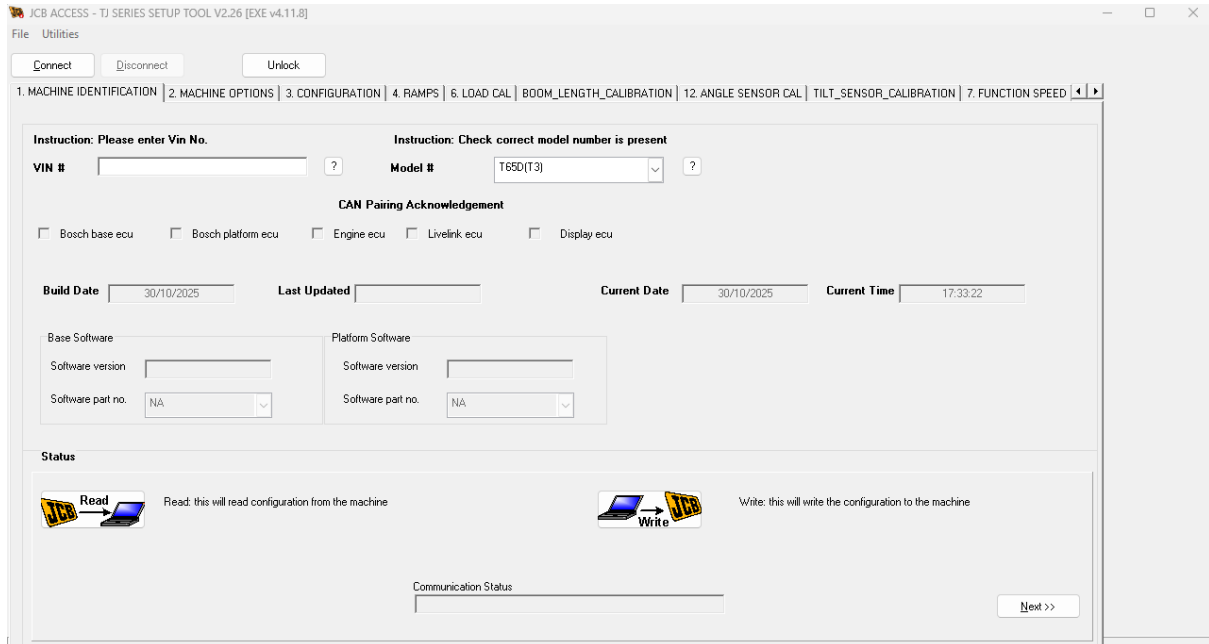 JCB ACCESS - TJ SERIES SETUP TOOL V2.26 [EXE v4.11.8]
File Utilities
Connect Disconnect Unlock
1. MACHINE IDENTIFICATION 2. MACHINE OPTIONS 3. CONFIGURATION 4. RAMPS 6. LOAD CAL BOOM_LENGTH_CALIBRATION 12. ANGLE SENSOR CAL TILT_SENSOR_CALIBRATION 7. FUNCTION SPEED
Instruction: Please enter Vin No. Instruction: Check correct model number is present
VIN # ? Model # T65D(T3) ?
CAN Pairing Acknowledgement
Bosch base ecu Bosch platform ecu Engine ecu Livelink ecu Display ecu
Build Date 30/10/2025 Last Updated Current Date 30/10/2025 Current Time 17:33:22
Base Software Platform Software
Software version Software version
Software part no. NA Software part no. NA
Status
JCB Read Read: this will read configuration from the machine Write JCB Write: this will write the configuration to the machine
Communication Status
Next >>